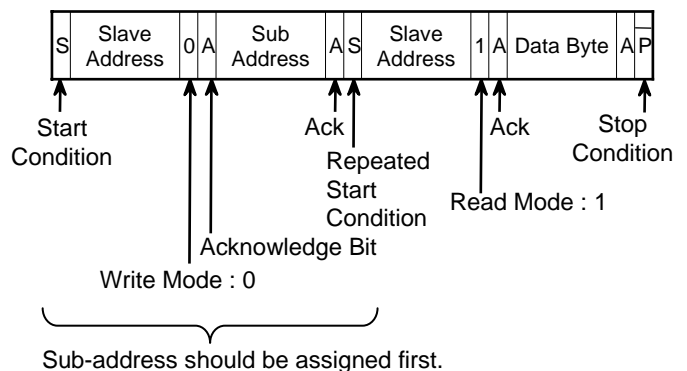 S Slave Address 0 A Sub Address A S Slave Address 1 A Data Byte A P
Start Condition
Ack
Repeated Start Condition
Ack
Stop Condition
Read Mode : 1
Acknowledge Bit
Write Mode : 0
Sub-address should be assigned first.